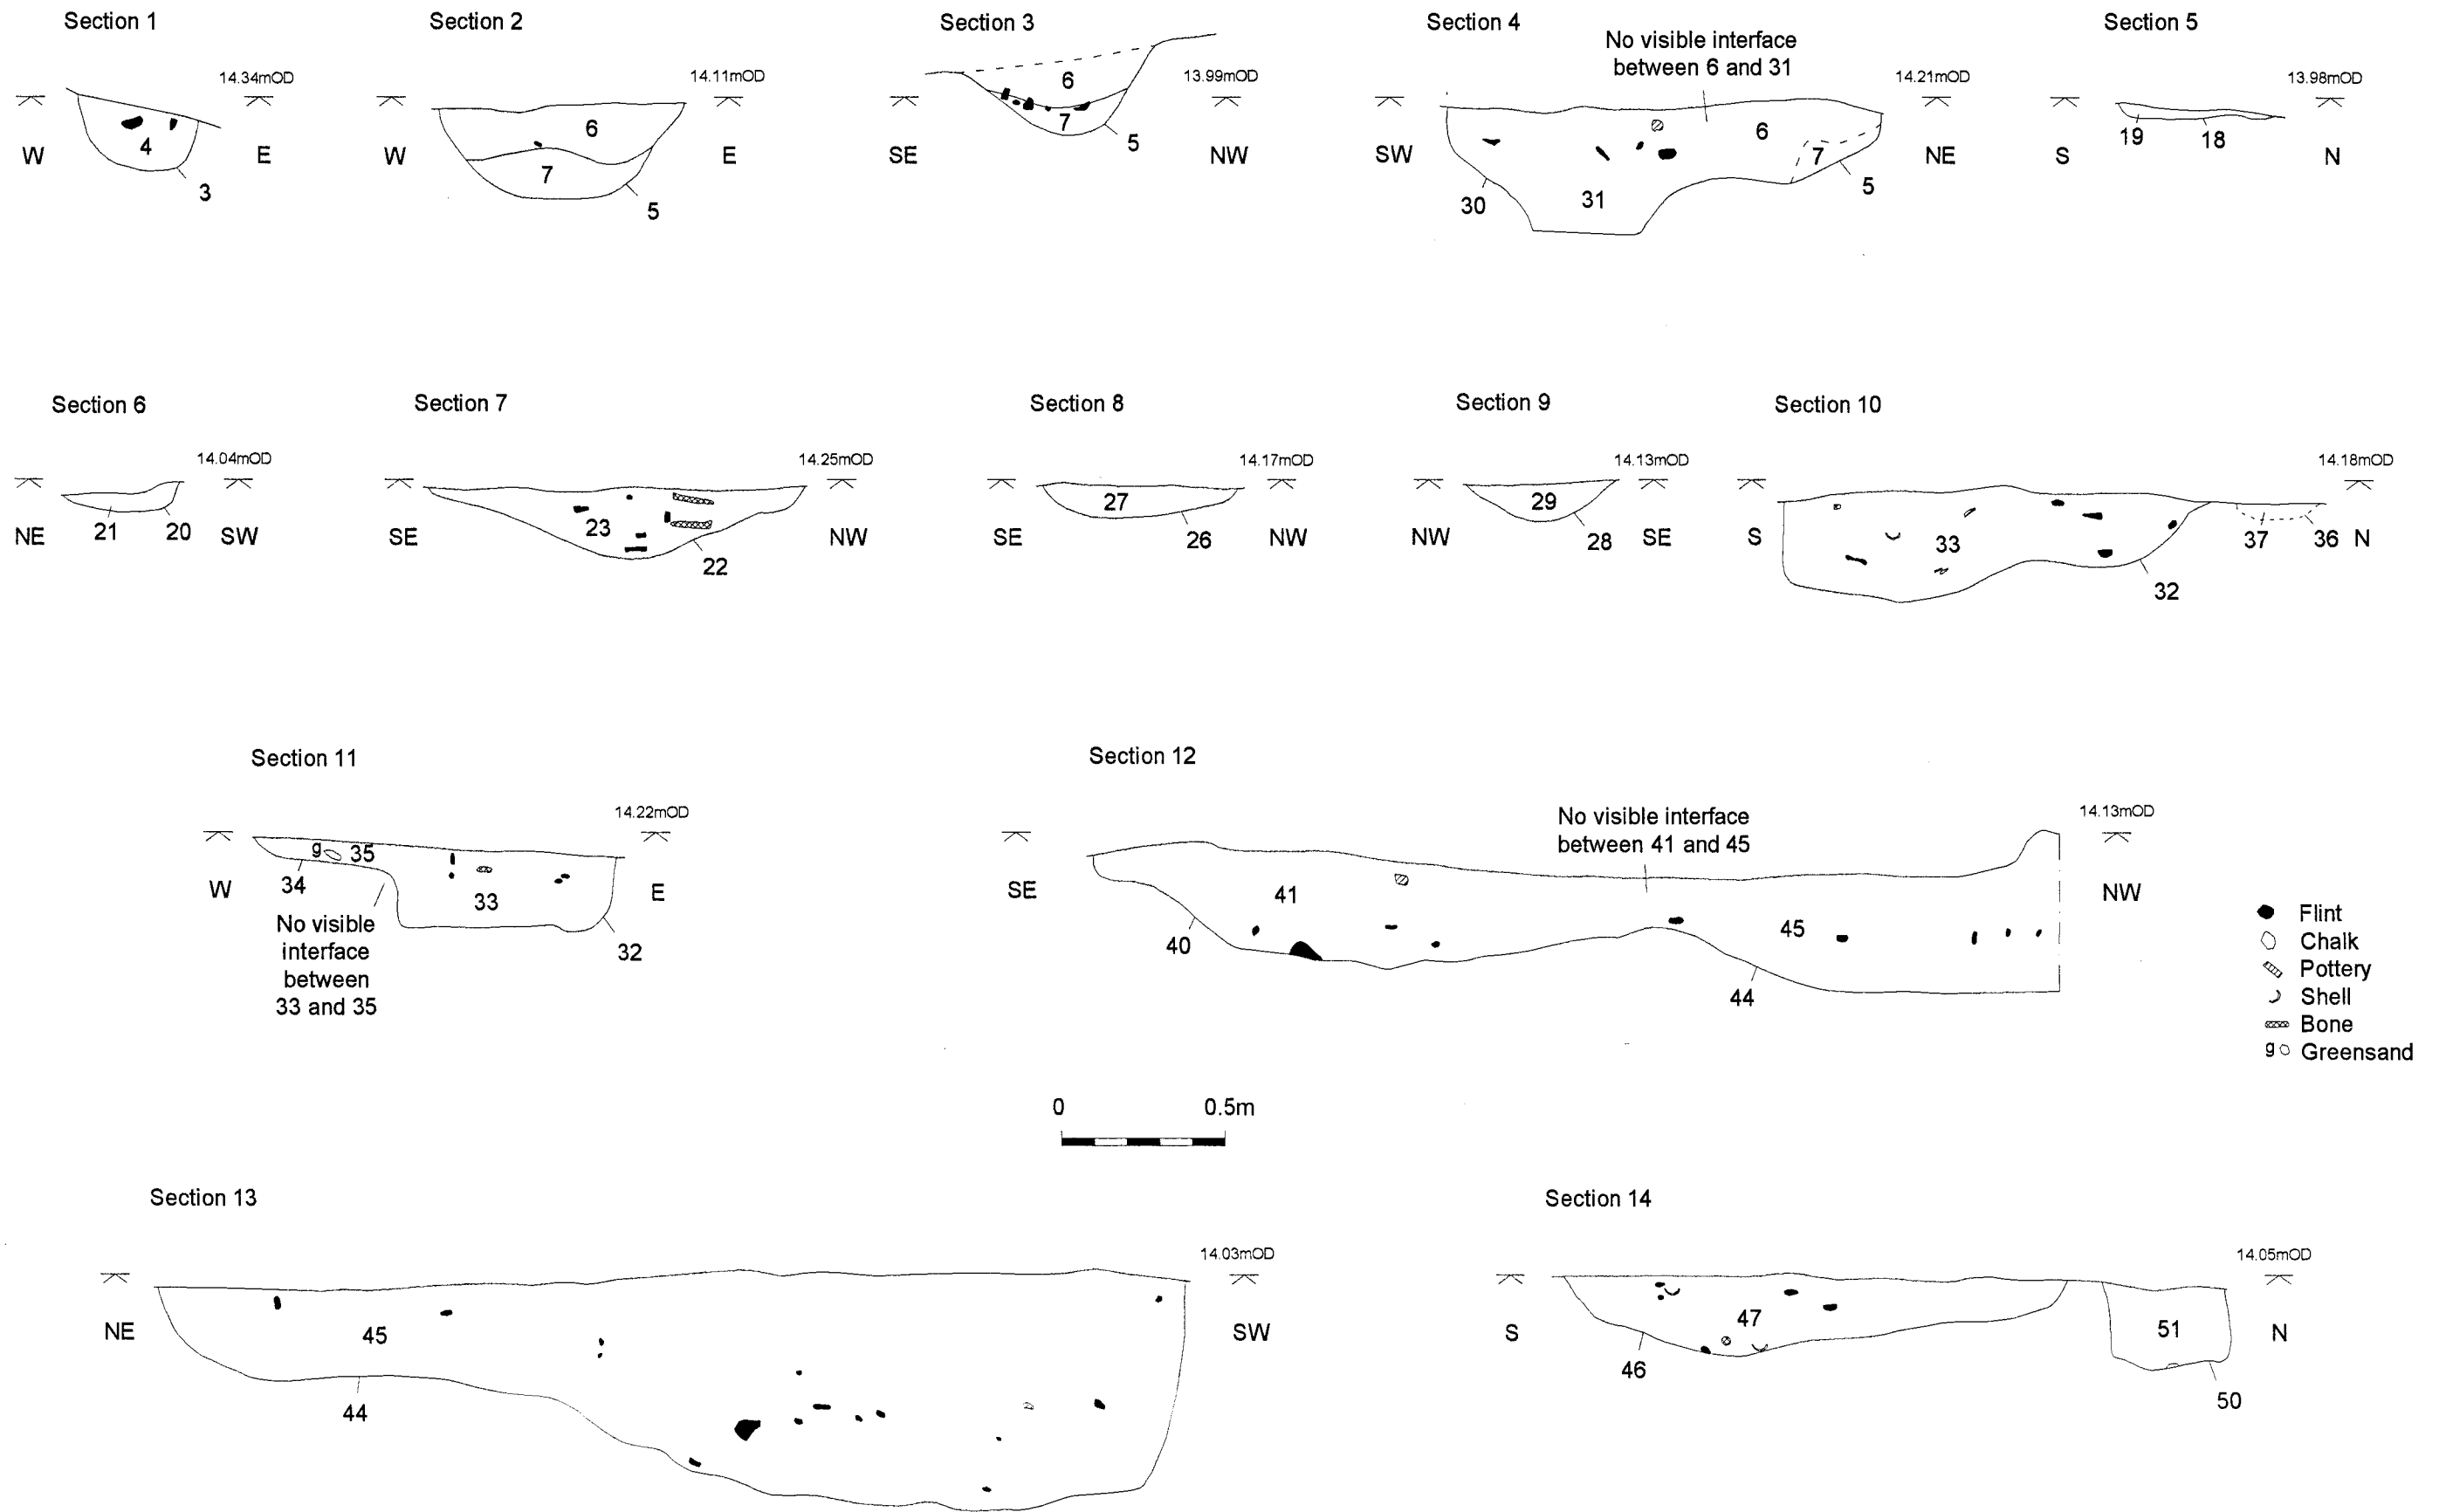 Section 1
14.34mOD
W
E
4
3
Section 2
14.11mOD
W
E
6
7
5
Section 3
13.99mOD
SE
NW
6
7
5
Section 4
No visible interface
between 6 and 31
14.21mOD
SW
NE
6
7
5
30
31
Section 5
13.98mOD
S
N
19
18
Section 6
14.04mOD
NE
SW
21
20
Section 7
14.25mOD
SE
NW
23
22
Section 8
14.17mOD
SE
NW
27
26
Section 9
14.13mOD
NW
SE
29
28
Section 10
14.18mOD
S
N
33
32
37
36
Section 11
14.22mOD
W
E
g
35
34
33
32
No visible
interface
between
33 and 35
Section 12
No visible interface
between 41 and 45
14.13mOD
SE
NW
41
40
45
44
Flint
Chalk
Pottery
Shell
Bone
g Greensand
0 0.5m
Section 13
14.03mOD
NE
SW
45
44
Section 14
14.05mOD
S
N
47
46
51
50